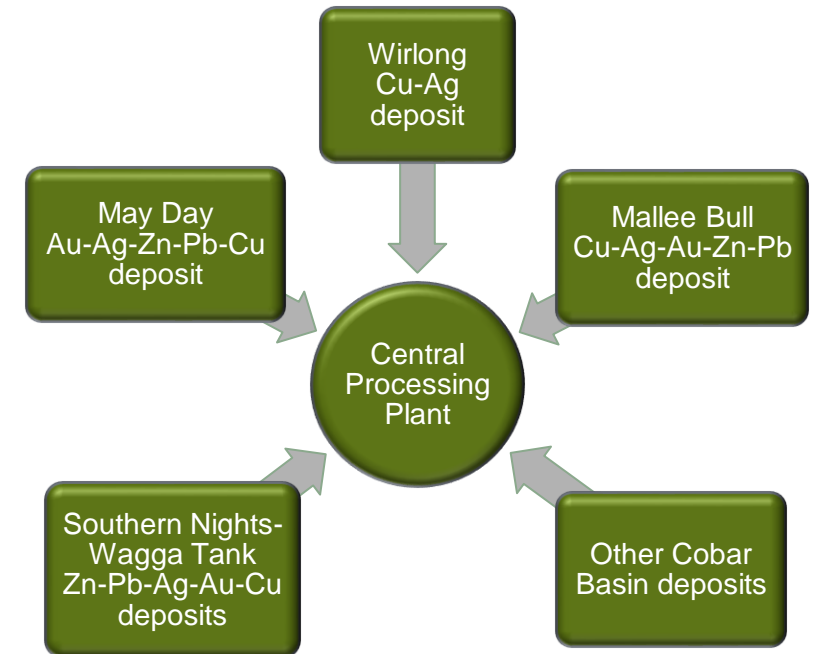 Wirlong
Cu-Ag
deposit
May Day
Au-Ag-Zn-Pb-Cu
deposit
Mallee Bull
Cu-Ag-Au-Zn-Pb
deposit
Central
Processing
Plant
Southern Nights-
Wagga Tank
Zn-Pb-Ag-Au-Cu
deposits
Other Cobar
Basin deposits